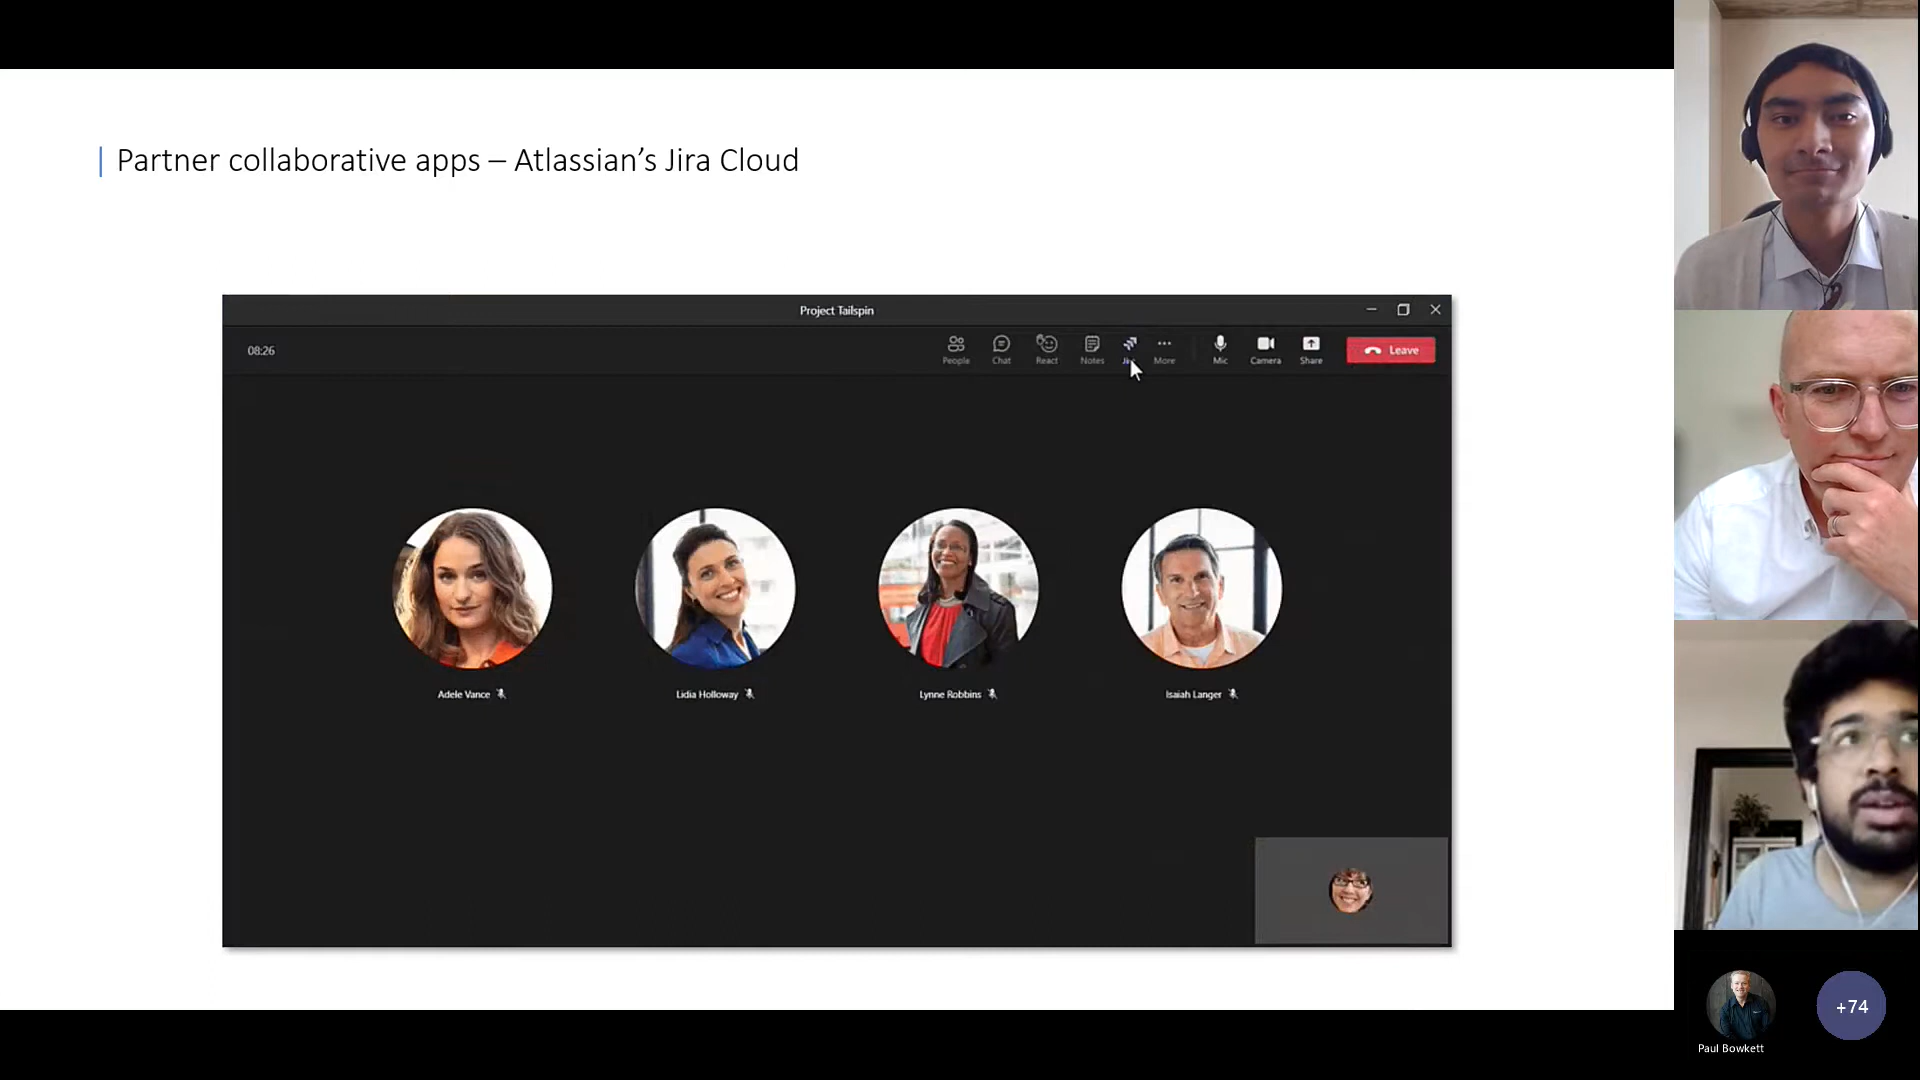 Partner collaborative apps – Atlassian’s Jira Cloud
Project Tailspin
08:26
People
Chat
React
Notes
More
Mic
Camera
Share
Leave
Adele Vance
Lidia Holloway
Lynne Robbins
Isaiah Langer
+74
Paul Bowkett